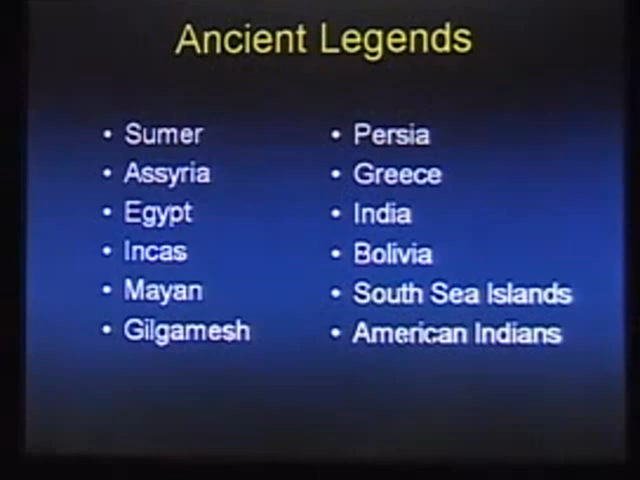 Ancient Legends
• Sumer
• Assyria
• Egypt
• Incas
• Mayan
• Gilgamesh
• Persia
• Greece
• India
• Bolivia
• South Sea Islands
• American Indians